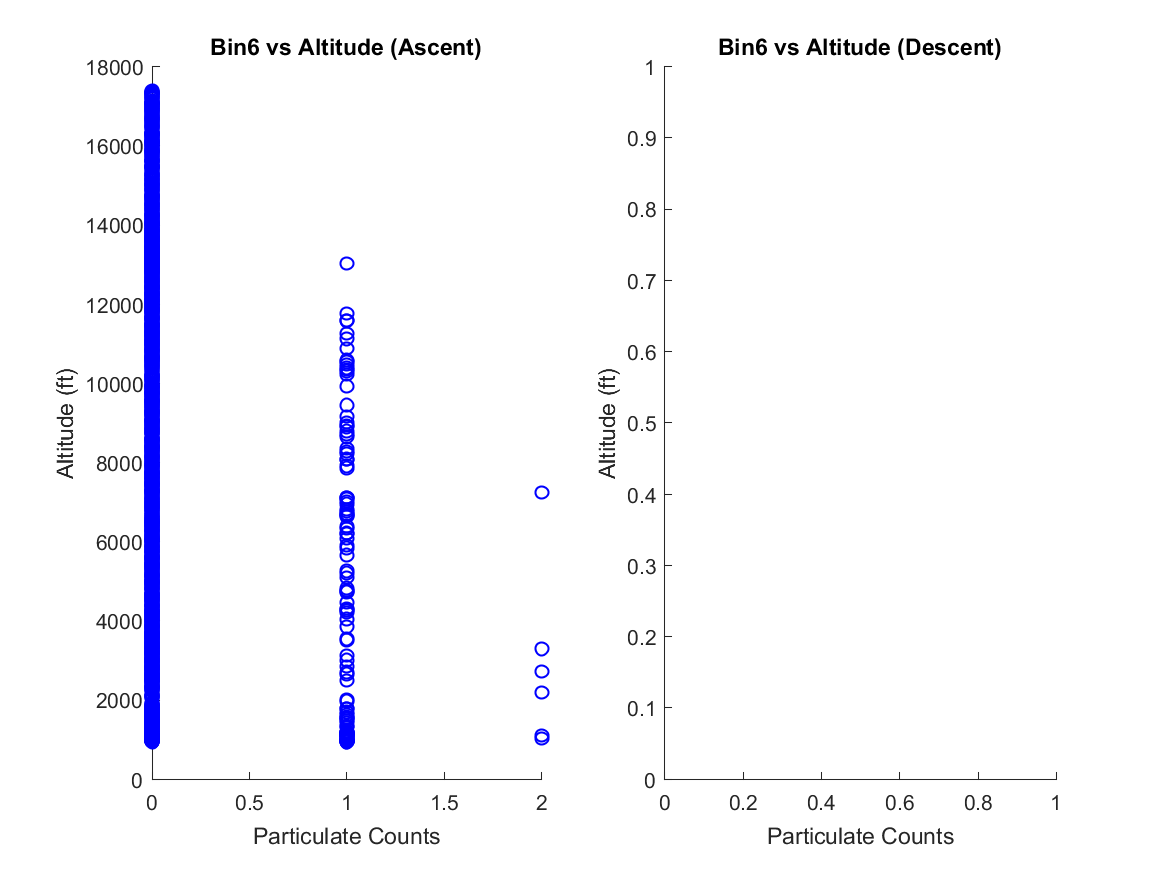 Bin6 vs Altitude (Ascent)
18000
16000
14000
12000
10000
8000
6000
4000
2000
0
Altitude (ft)
0 0.5 1 1.5 2
Particulate Counts
Bin6 vs Altitude (Descent)
1
0.9
0.8
0.7
0.6
0.5
0.4
0.3
0.2
0.1
0
Altitude (ft)
0 0.2 0.4 0.6 0.8 1
Particulate Counts